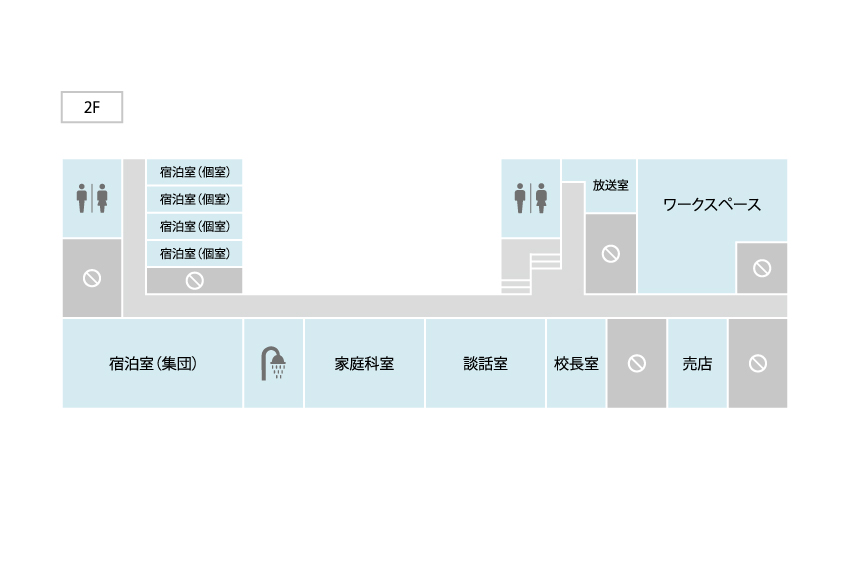 2F
宿泊室（個室）
宿泊室（個室）
宿泊室（個室）
宿泊室（個室）
放送室
ワークスペース
宿泊室（集団）
家庭科室
談話室
校長室
売店